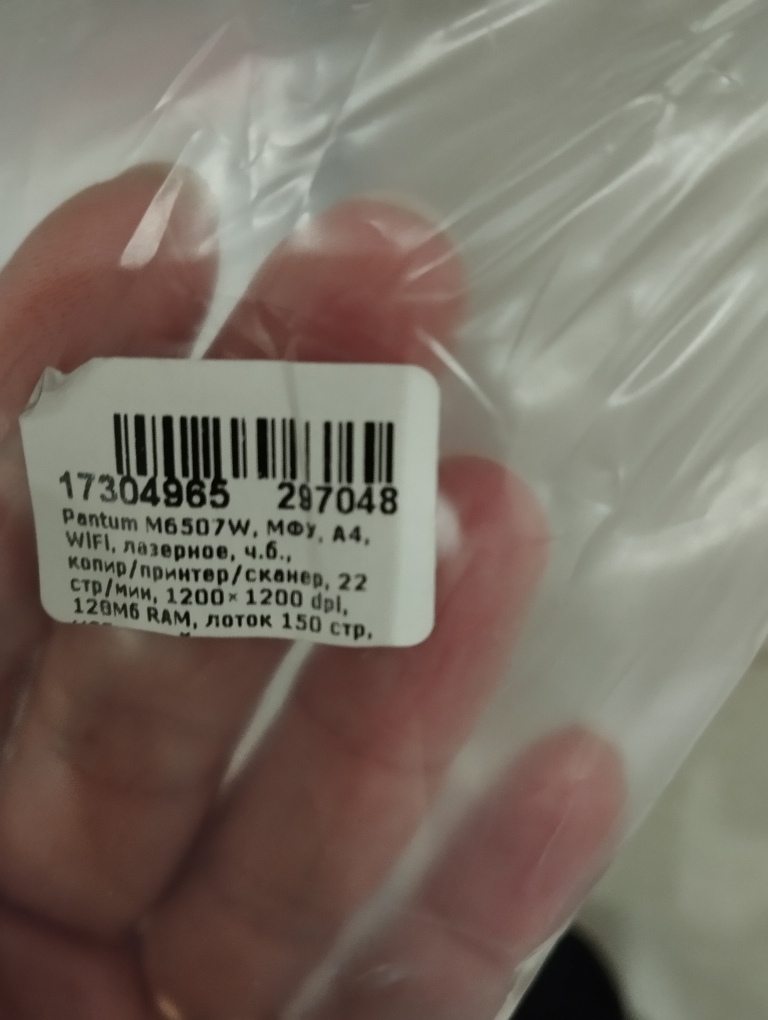 17304965 297048
Pantum M6507W, МФУ, A4,
WiFi, лазерное, ч.б.,
копир/принтер/сканер, 22
стр/мин, 1200×1200 dpi,
128Мб RAM, лоток 150 стр,